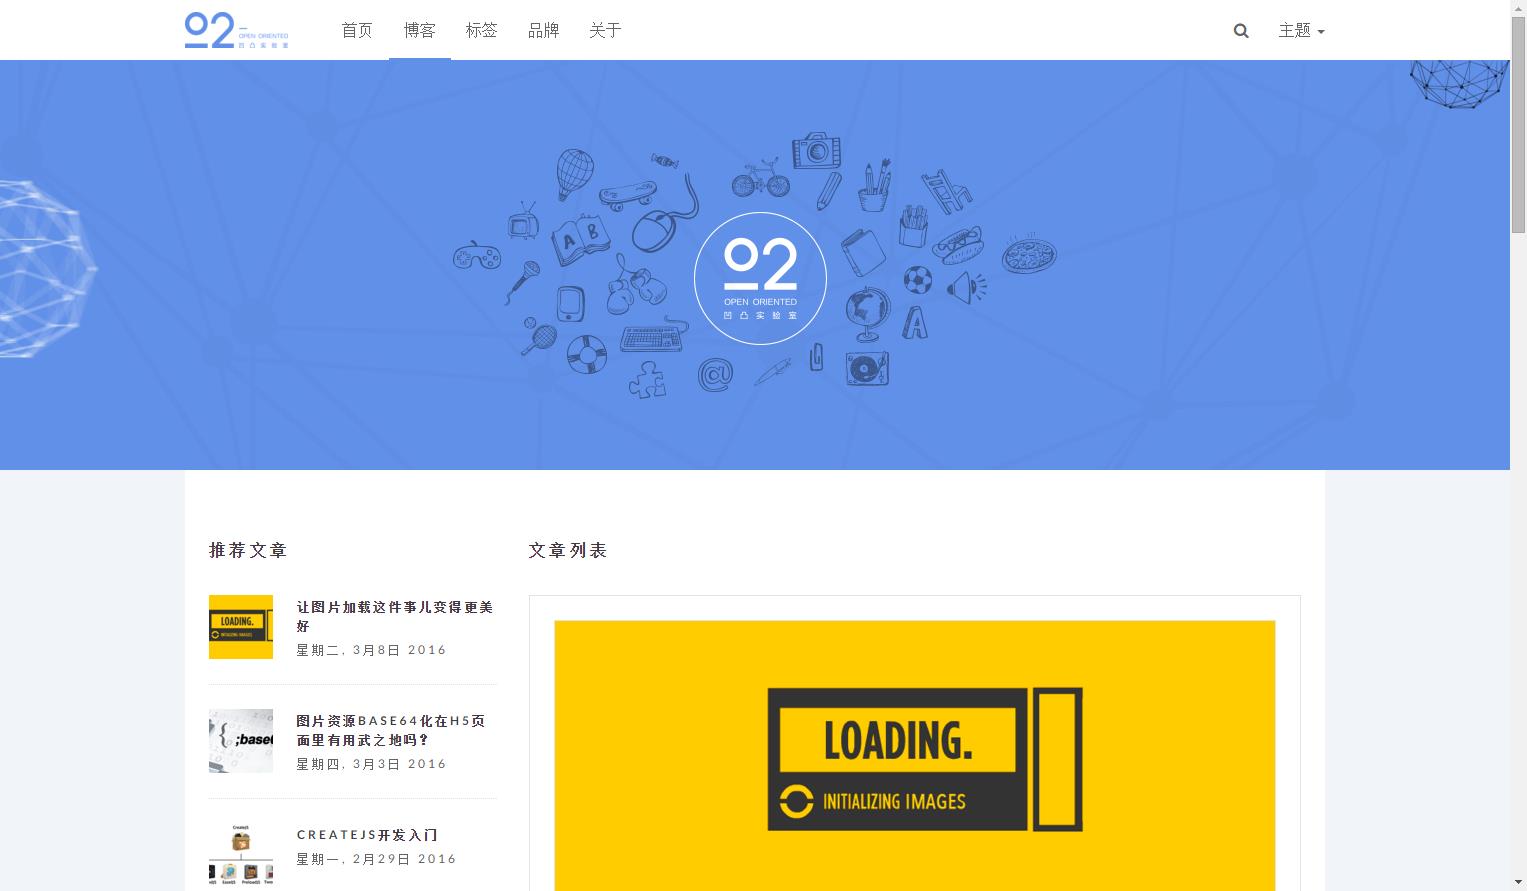 O2
OPEN ORIENTED
凹凸实验室
首页
博客
标签
品牌
关于
主题
A B
A
@
O2
OPEN ORIENTED
凹凸实验室
推荐文章
文章列表
LOADING.
INITIALIZING IMAGES
让图片加载这件事儿变得更美
好
星期二, 3月8日 2016
{ ;base
图片资源BASE64化在H5页
面里有用武之地吗?
星期四, 3月3日 2016
CreateJS
EaselJS
PreloadJS
CREATEJS开发入门
星期一, 2月29日 2016
LOADING.
INITIALIZING IMAGES